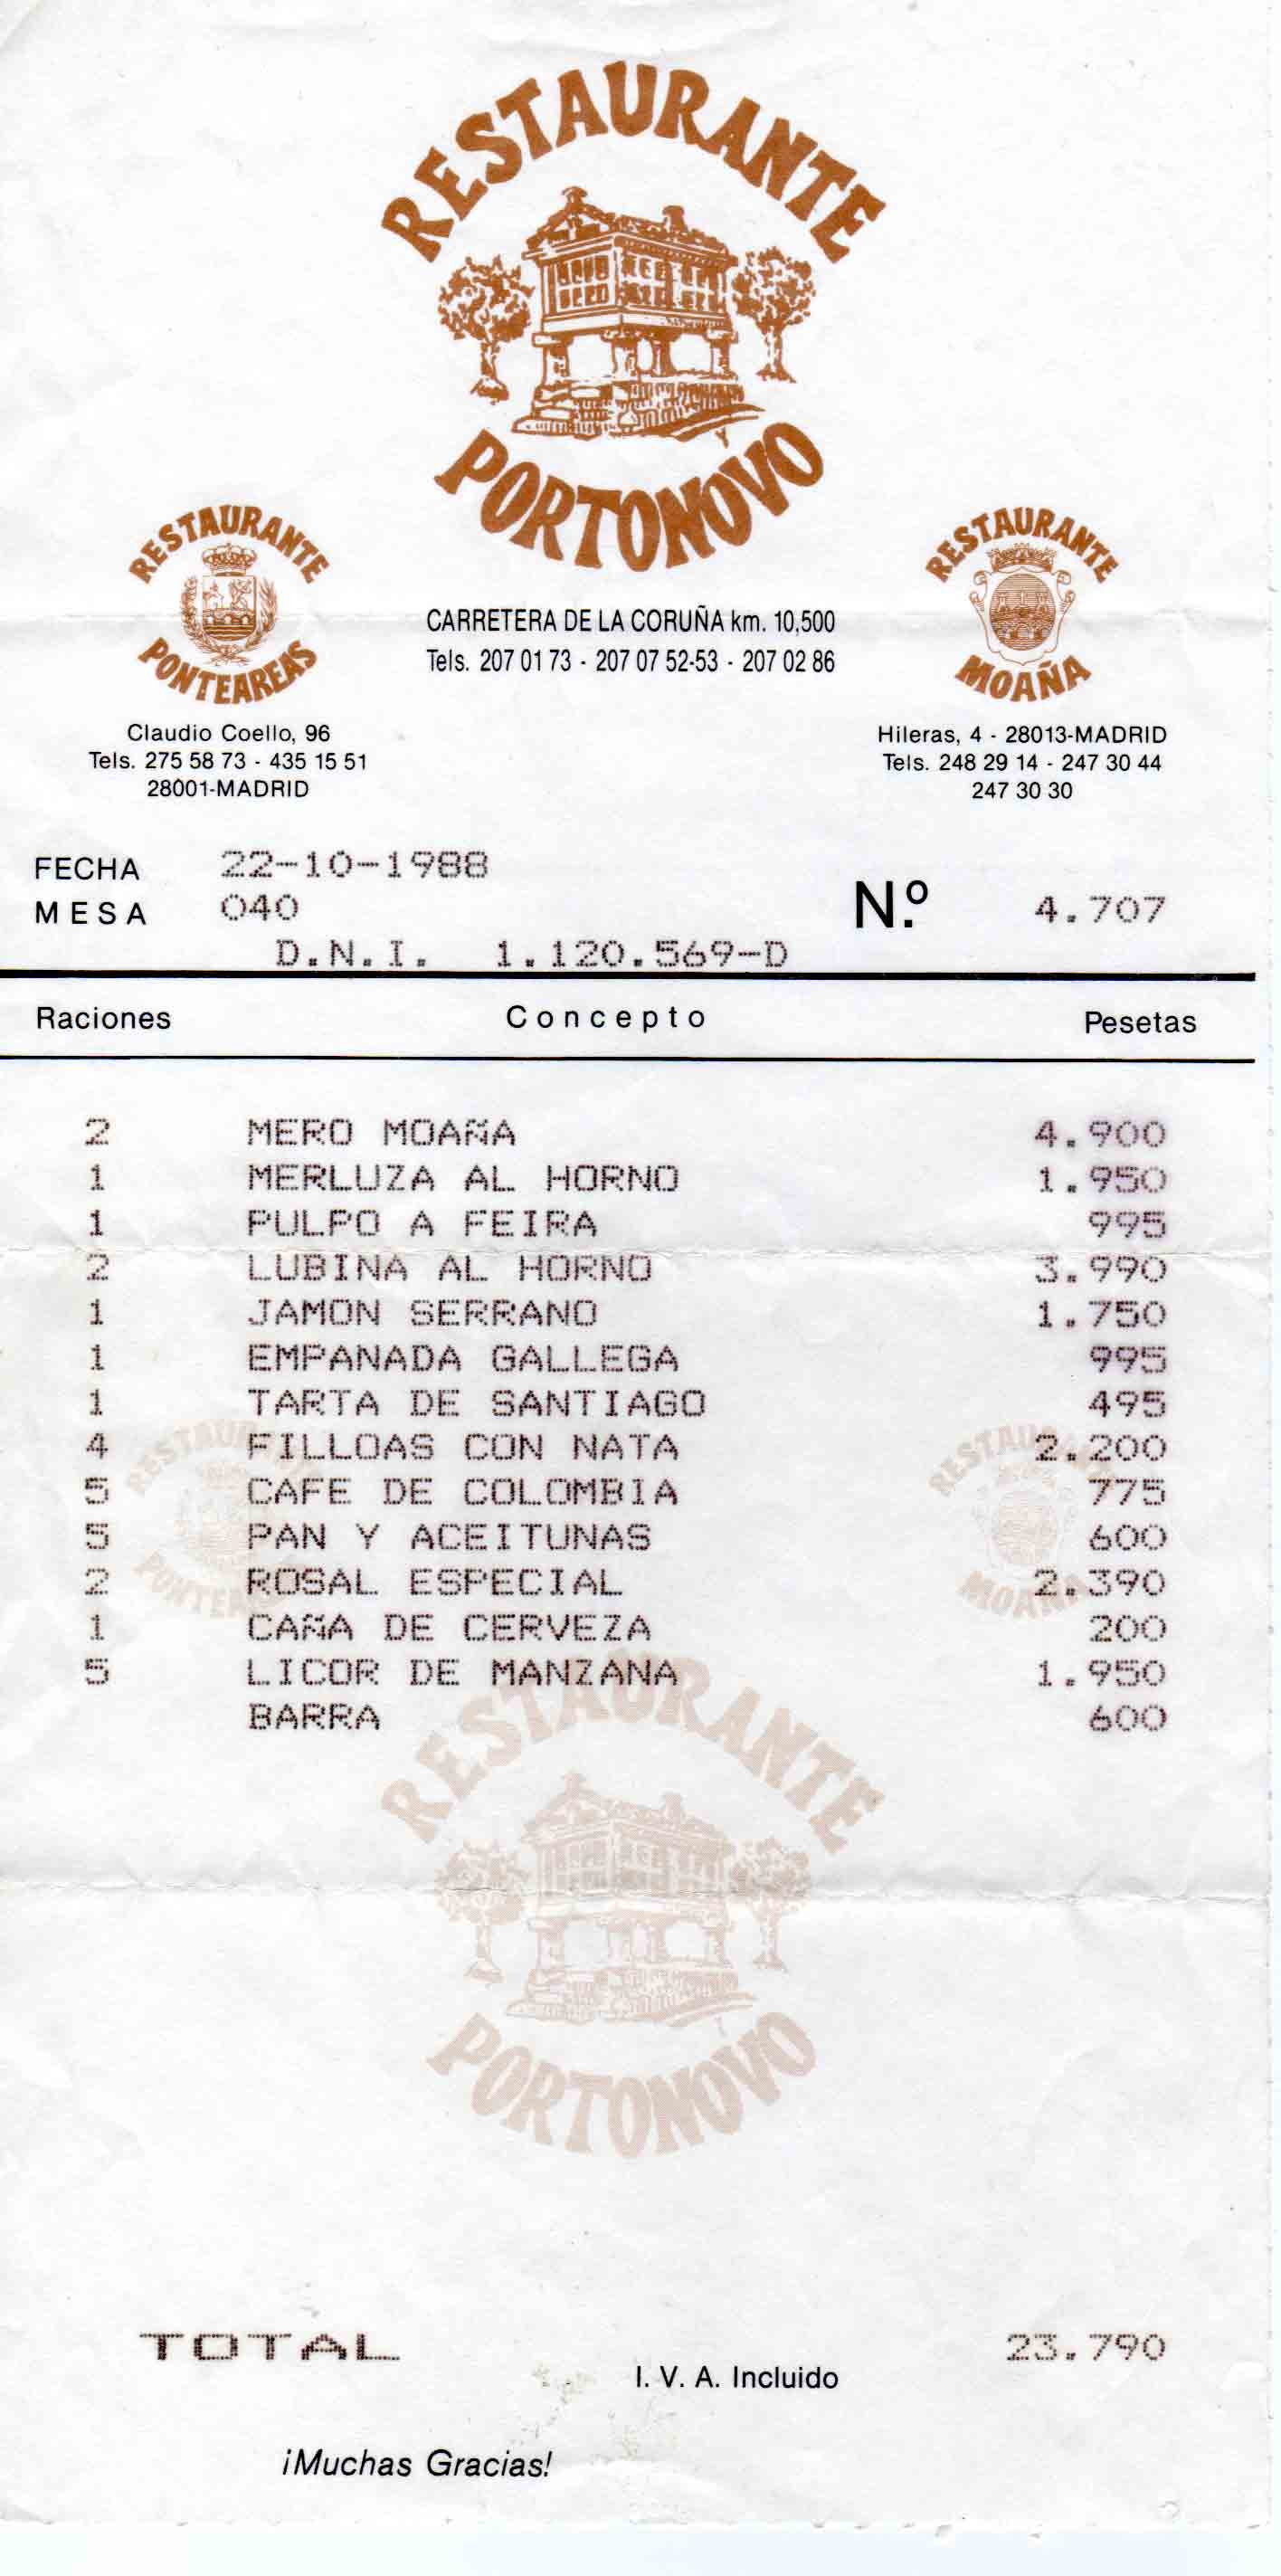 RESTAURANTE
PORTONOVO
CARRETERA DE LA CORUÑA km. 10,500
Tels. 207 01 73 - 207 07 52-53 - 207 02 86
RESTAURANTE
PONTEAREAS
Claudio Coello, 96
Tels. 275 58 73 - 435 15 51
28001-MADRID
RESTAURANTE
MOAÑA
Hileras, 4 - 28013-MADRID
Tels. 248 29 14 - 247 30 44
247 30 30
FECHA 22-10-1988
MESA 040 N.º 4.707
D.N.I. 1.120.569-D
Raciones Concepto Pesetas
2 MERO MOAÑA 4.900
1 MERLUZA AL HORNO 1.950
1 PULPO A FEIRA 995
2 LUBINA AL HORNO 3.990
1 JAMON SERRANO 1.750
1 EMPANADA GALLEGA 995
1 TARTA DE SANTIAGO 495
4 FILLOAS CON NATA 2.200
5 CAFE DE COLOMBIA 775
5 PAN Y ACEITUNAS 600
2 ROSAL ESPECIAL 2.390
1 CAÑA DE CERVEZA 200
5 LICOR DE MANZANA 1.950
BARRA 600
RESTAURANTE
PONTEAREAS
RESTAURANTE
MOAÑA
RESTAURANTE
PORTONOVO
TOTAL 23.790
I. V. A. Incluido
¡Muchas Gracias!